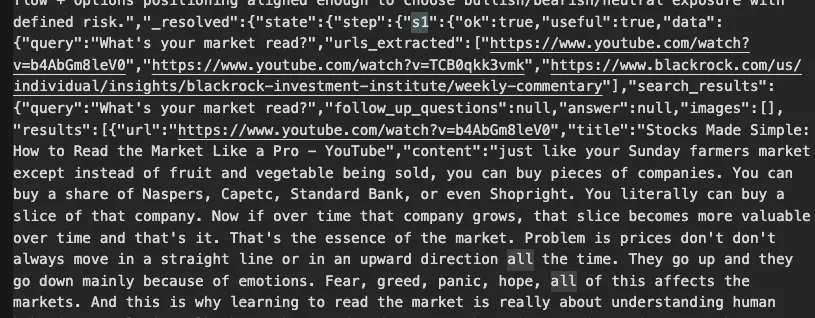 flow + options positioning aligned enough to choose bullish/bearish/neutral exposure with
defined risk.","_resolved":{"state":{"step":{"s1":{"ok":true,"useful":true,"data":
{"query":"What's your market read?","urls_extracted":["https://www.youtube.com/watch?
v=b4AbGm8leV0","https://www.youtube.com/watch?v=TCB0qkk3vmk","https://www.blackrock.com/us/
individual/insights/blackrock-investment-institute/weekly-commentary"],"search_results":
{"query":"What's your market read?","follow_up_questions":null,"answer":null,"images":[],
"results":[{"url":"https://www.youtube.com/watch?v=b4AbGm8leV0","title":"Stocks Made Simple:
How to Read the Market Like a Pro - YouTube","content":"just like your Sunday farmers market
except instead of fruit and vegetable being sold, you can buy pieces of companies. You can
buy a share of Naspers, Capetc, Standard Bank, or even Shopright. You literally can buy a
slice of that company. Now if over time that company grows, that slice becomes more valuable
over time and that's it. That's the essence of the market. Problem is prices don't don't
always move in a straight line or in an upward direction all the time. They go up and they
go down mainly because of emotions. Fear, greed, panic, hope, all of this affects the
markets. And this is why learning to read the market is really about understanding human